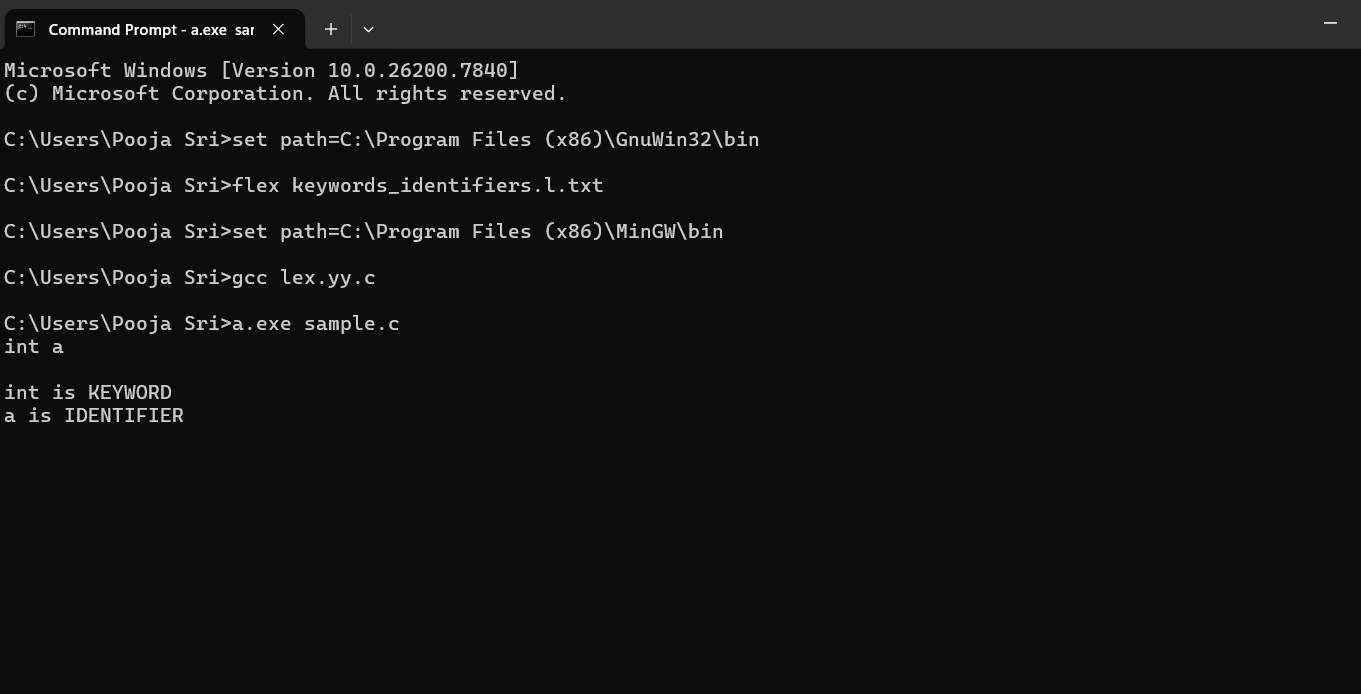 Command Prompt - a.exe  sar
Microsoft Windows [Version 10.0.26200.7840]
(c) Microsoft Corporation. All rights reserved.
C:\Users\Pooja Sri>set path=C:\Program Files (x86)\GnuWin32\bin
C:\Users\Pooja Sri>flex keywords_identifiers.l.txt
C:\Users\Pooja Sri>set path=C:\Program Files (x86)\MinGW\bin
C:\Users\Pooja Sri>gcc lex.yy.c
C:\Users\Pooja Sri>a.exe sample.c
int a
int is KEYWORD
a is IDENTIFIER